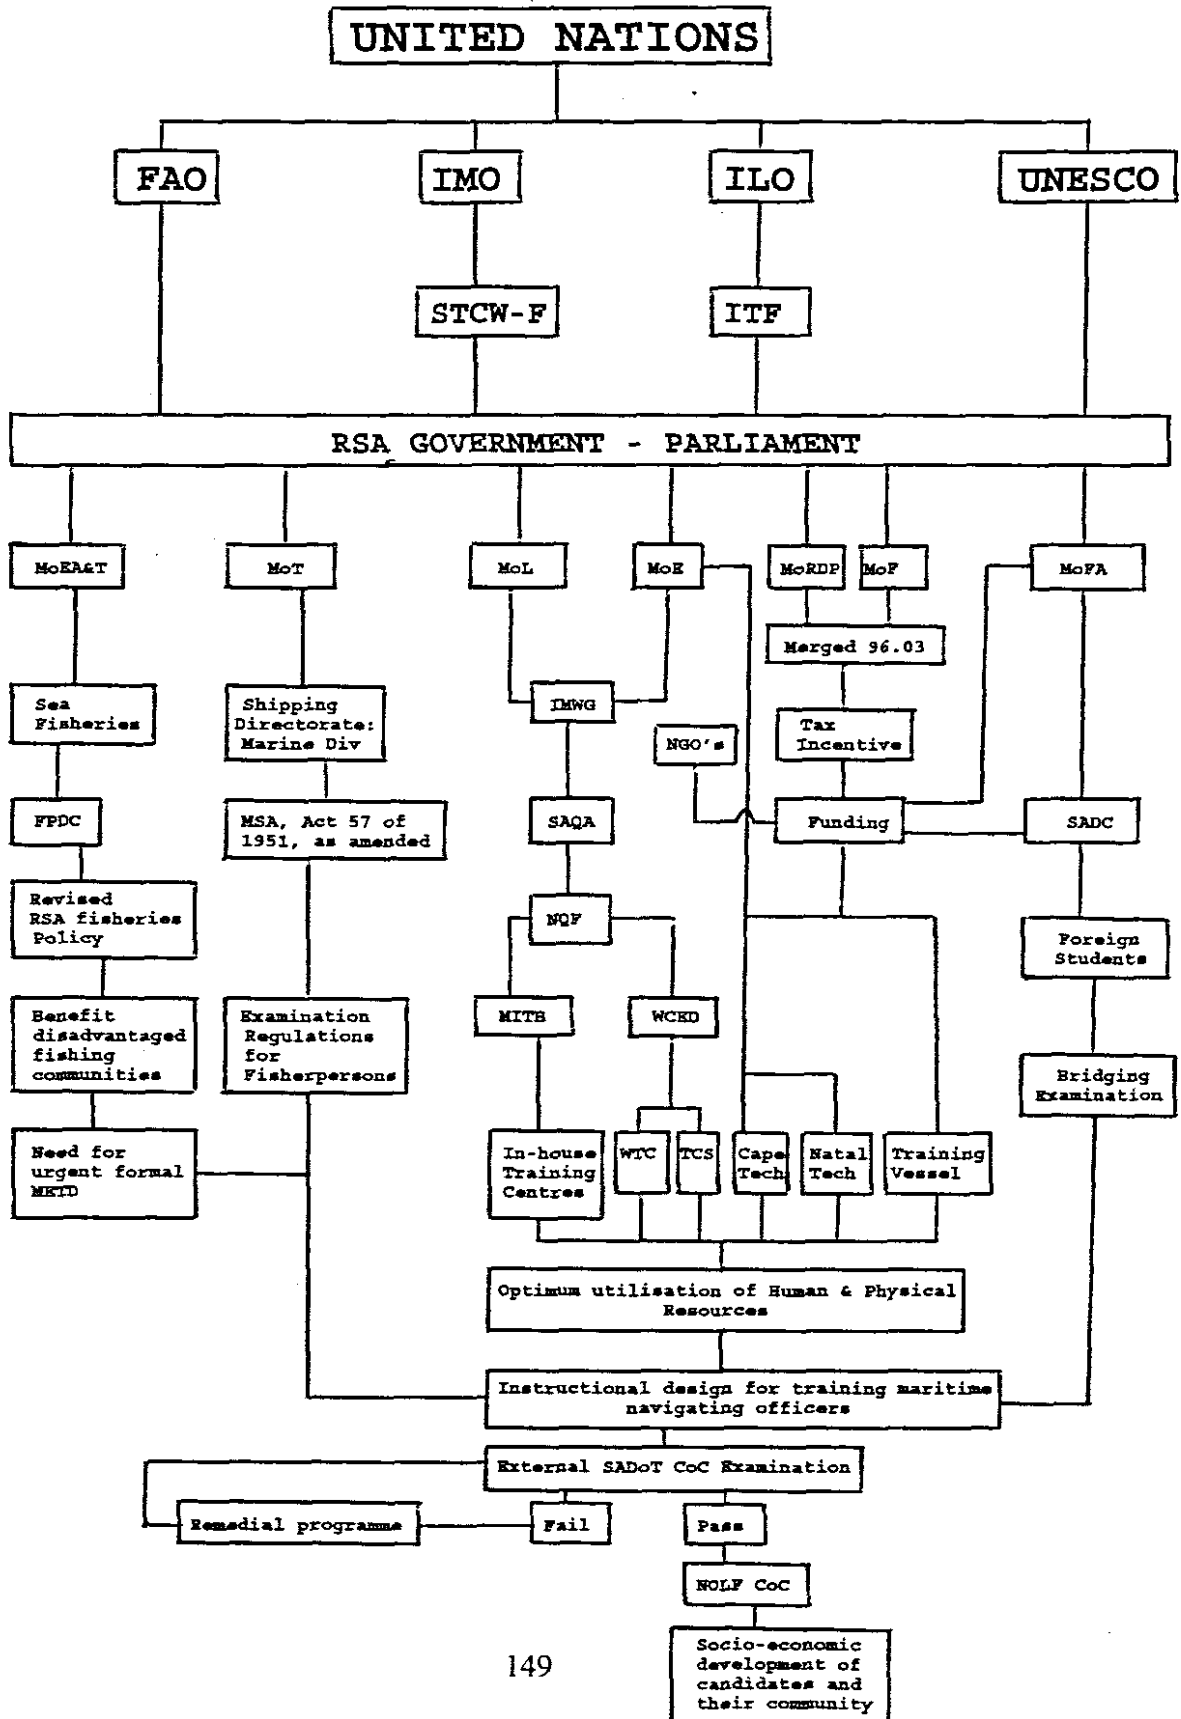 UNITED NATIONS
FAO
IMO
ILO
UNESCO
STCW-F
ITF
RSA GOVERNMENT - PARLIAMENT
MoEA&T
MoT
MoL
MoE
MoRDP
MoF
MoFA
Merged 96.03
Sea
Fisheries
Shipping
Directorate:
Marine Div
IMWG
NGO's
Tax
Incentive
FPDC
MSA, Act 57 of
1951, as amended
SAQA
Funding
SADC
Revised
RSA fisheries
Policy
NQF
Foreign
Students
Benefit
disadvantaged
fishing
communities
Examination
Regulations
for
Fisherpersons
MITB
WCED
Bridging
Examination
Need for
urgent formal
In-house
Training
Centres
WTC
TCS
Cape
Tech
Natal
Tech
Training
Vessel
Optimum utilisation of Human & Physical
Resources
Instructional design for training maritime
navigating officers
External SADoT CoC Examination
Remedial programme
Fail
Pass
NOLF CoC
Socio-economic
development of
candidates and
their community
149